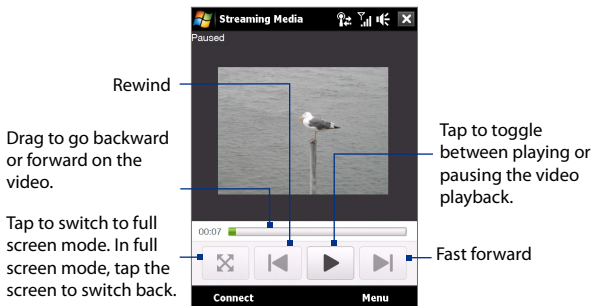 Streaming Media
Paused
Rewind
Drag to go backward
or forward on the
video.
Tap to switch to full
screen mode. In full
screen mode, tap the
screen to switch back.
Tap to toggle
between playing or
pausing the video
playback.
00:07
Fast forward
Connect
Menu